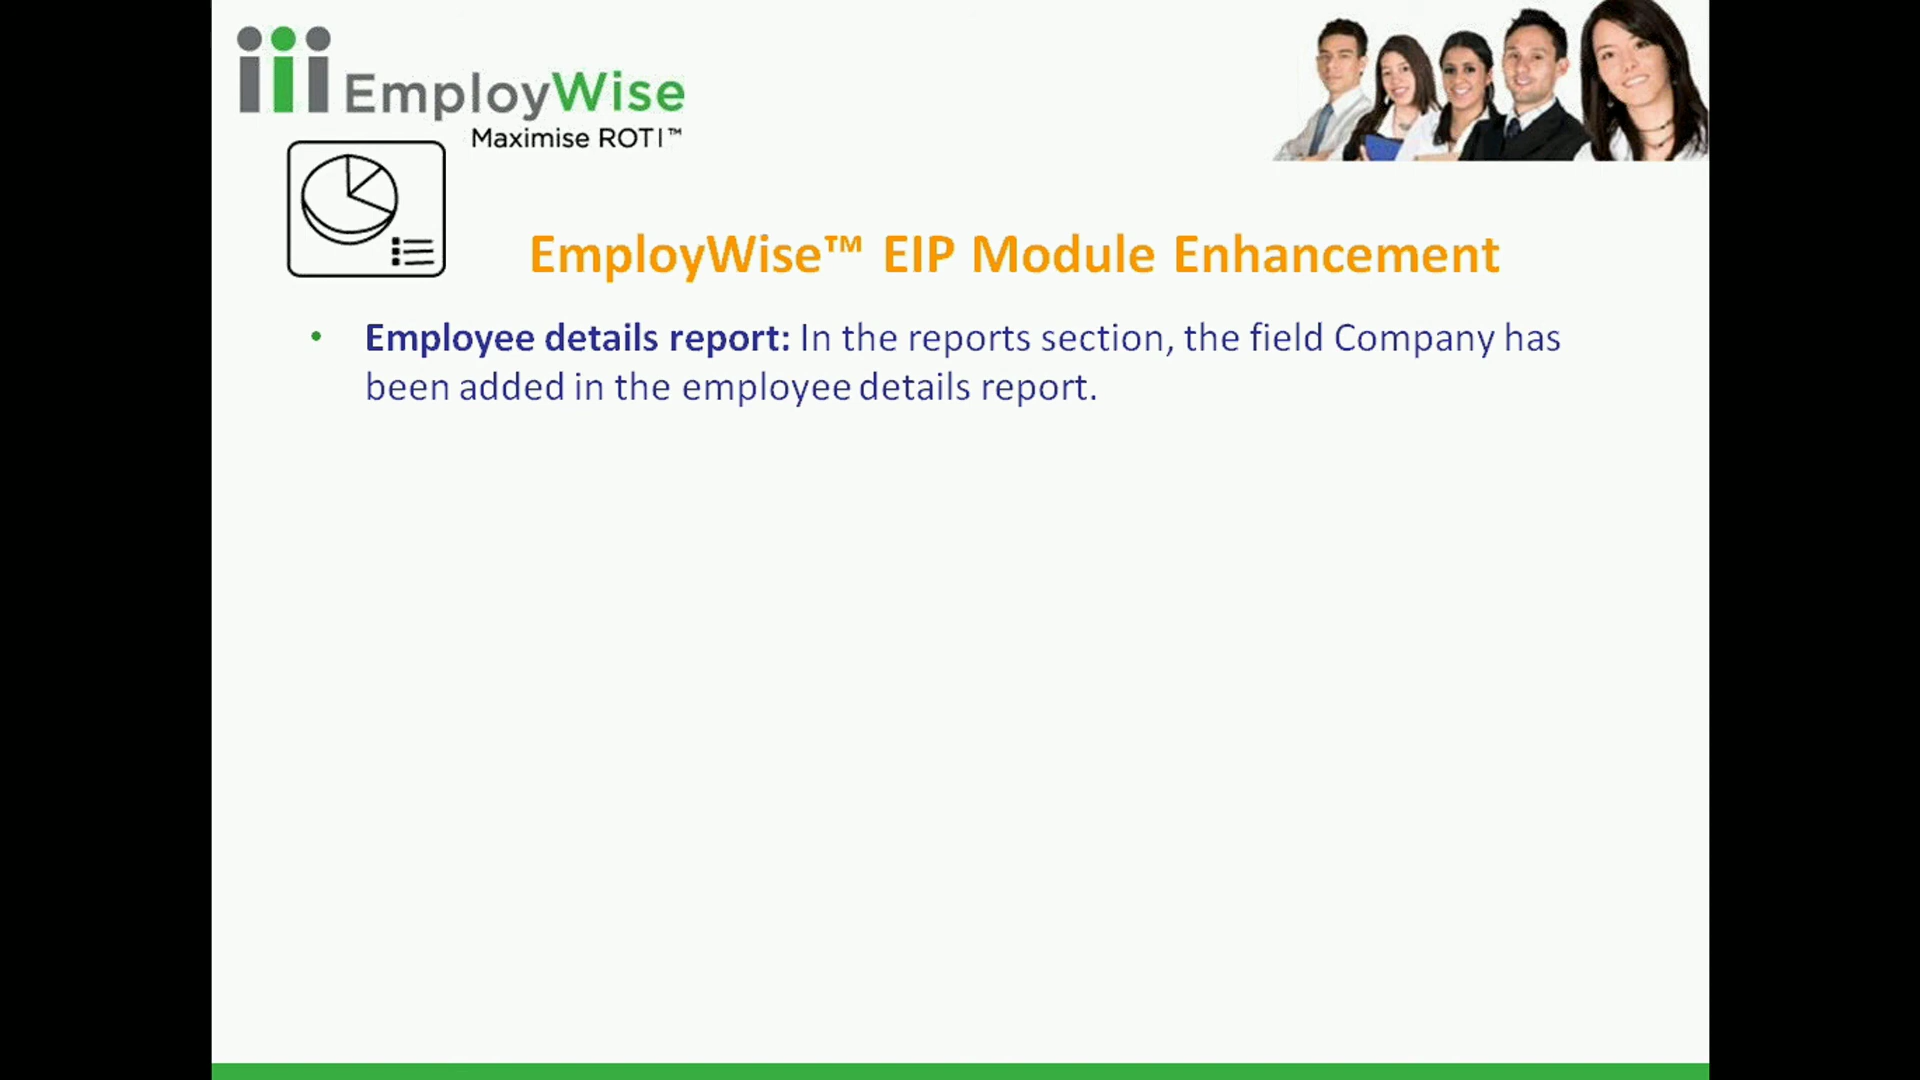 EmployWise
Maximise ROTI™
EmployWise™ EIP Module Enhancement
• Employee details report: In the reports section, the field Company has
been added in the employee details report.